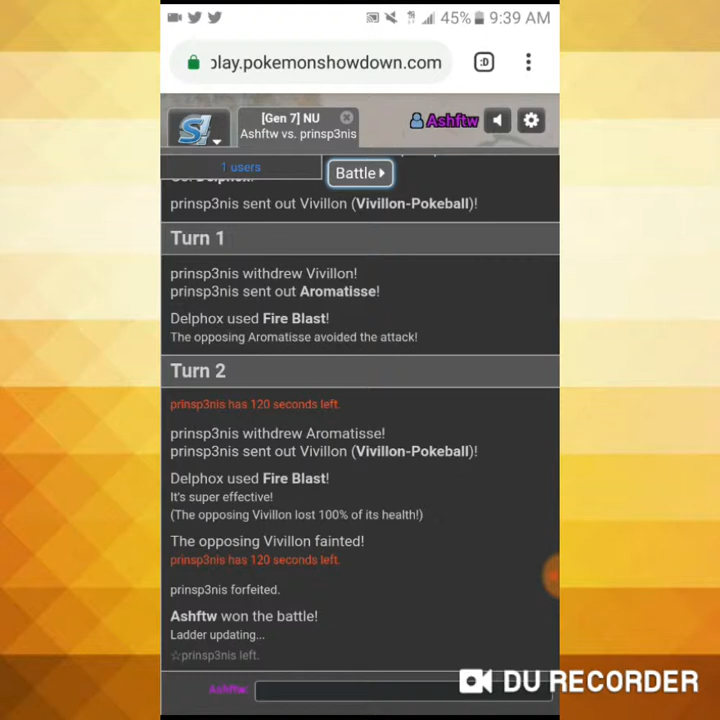 45% 9:39 AM
play.pokemonshowdown.com
:D
[Gen 7] NU
Ashftw vs. prinsp3nis
Ashftw
1 users
Battle
prinsp3nis sent out Vivillon (Vivillon-Pokeball)!
Turn 1
prinsp3nis withdrew Vivillon!
prinsp3nis sent out Aromatisse!
Delphox used Fire Blast!
The opposing Aromatisse avoided the attack!
Turn 2
prinsp3nis has 120 seconds left.
prinsp3nis withdrew Aromatisse!
prinsp3nis sent out Vivillon (Vivillon-Pokeball)!
Delphox used Fire Blast!
It's super effective!
(The opposing Vivillon lost 100% of its health!)
The opposing Vivillon fainted!
prinsp3nis has 120 seconds left.
prinsp3nis forfeited.
Ashftw won the battle!
Ladder updating...
☆prinsp3nis left.
Ashftw:
DU RECORDER